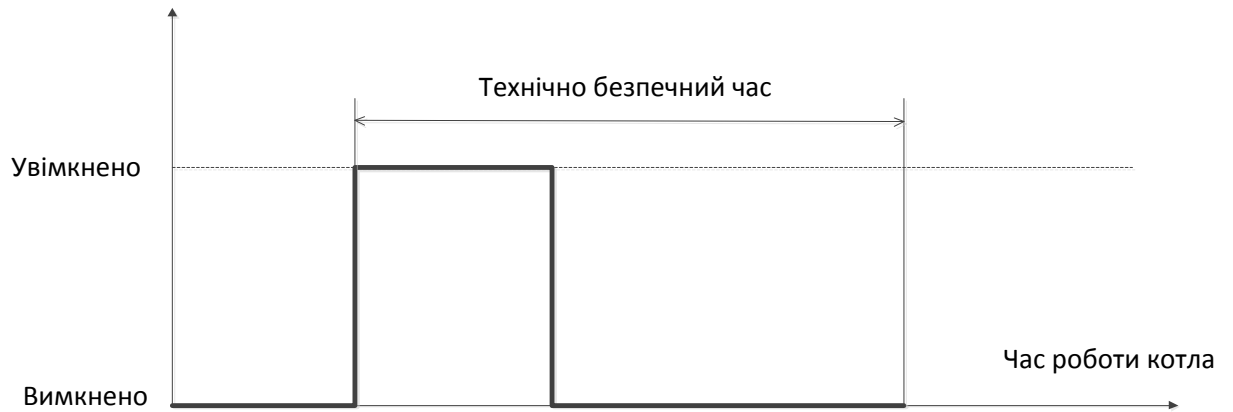 Технічно безпечний час
Увімкнено
Час роботи котла
Вимкнено